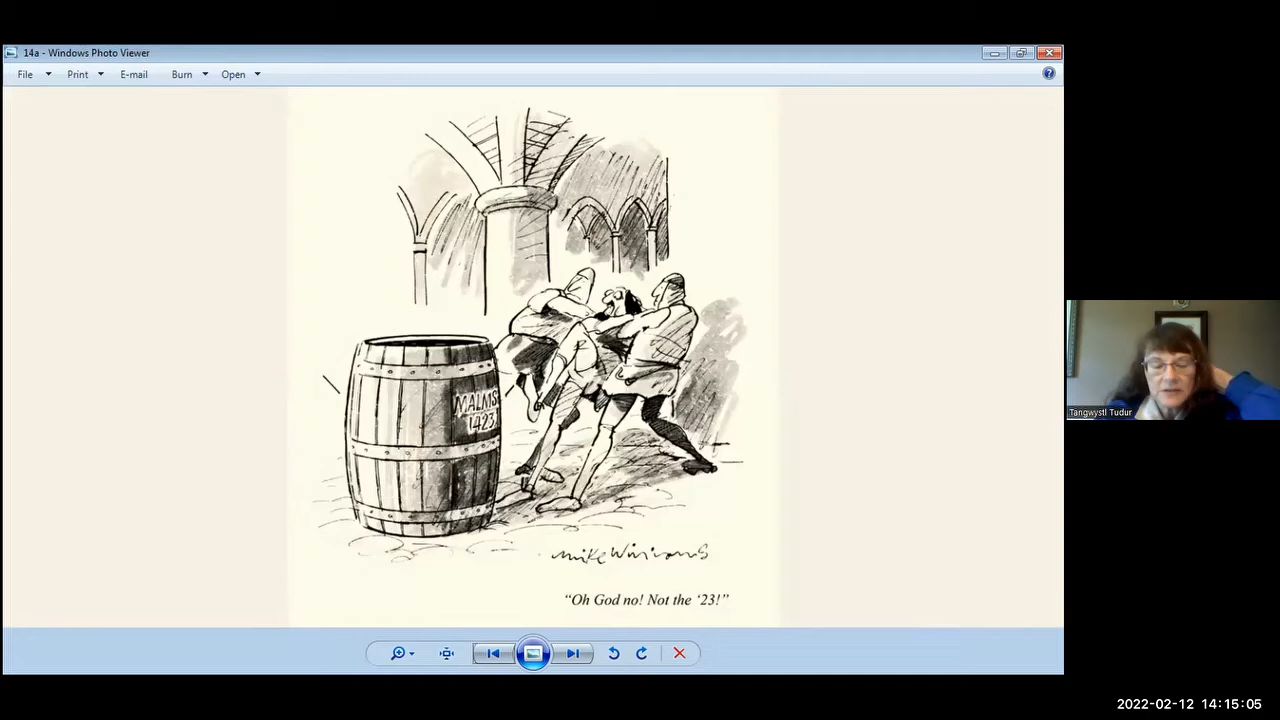 14a - Windows Photo Viewer
File Print E-mail Burn Open
MALMS
1423
Mike Williams
“Oh God no! Not the ‘23!”
Tangwystl Tudur
2022-02-12 14:15:05